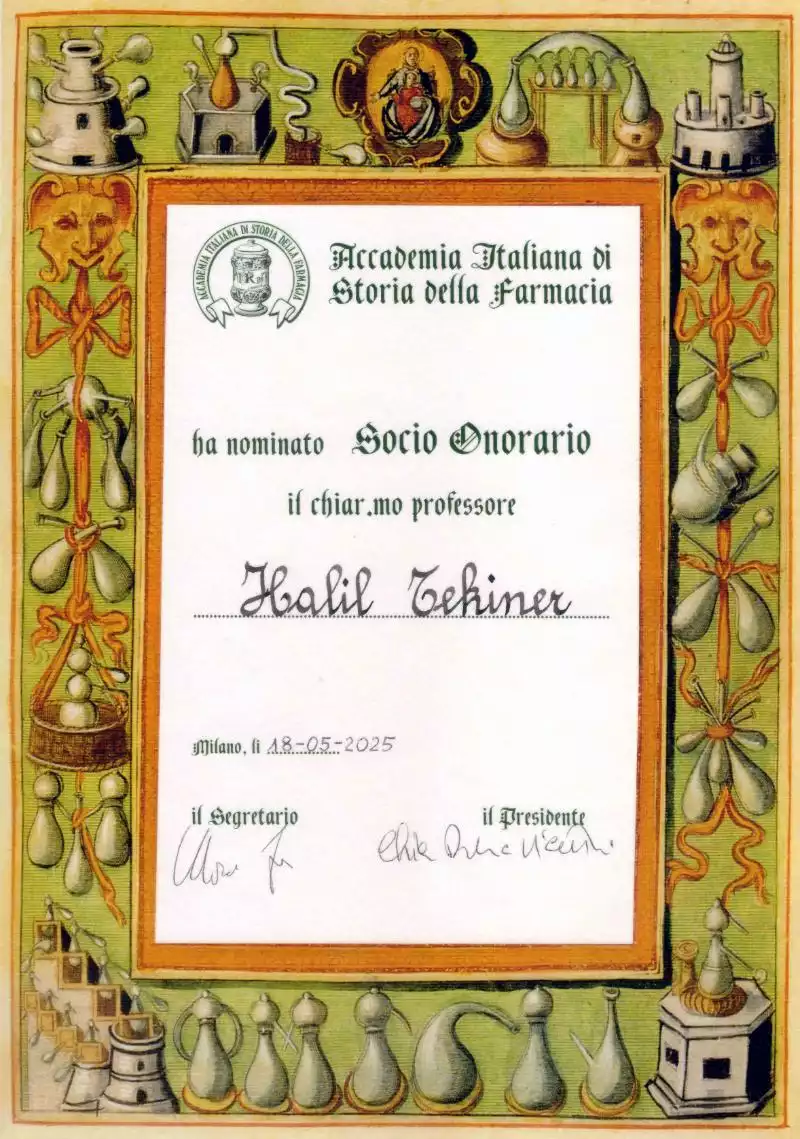 ACCADEMIA ITALIANA DI STORIA DELLA FARMACIA
R
Accademia Italiana di
Storia della Farmacia
ha nominato Socio Onorario
il chiar.mo professore
Halil Tekiner
Milano, li 18-05-2025
il Segretario
il Presidente